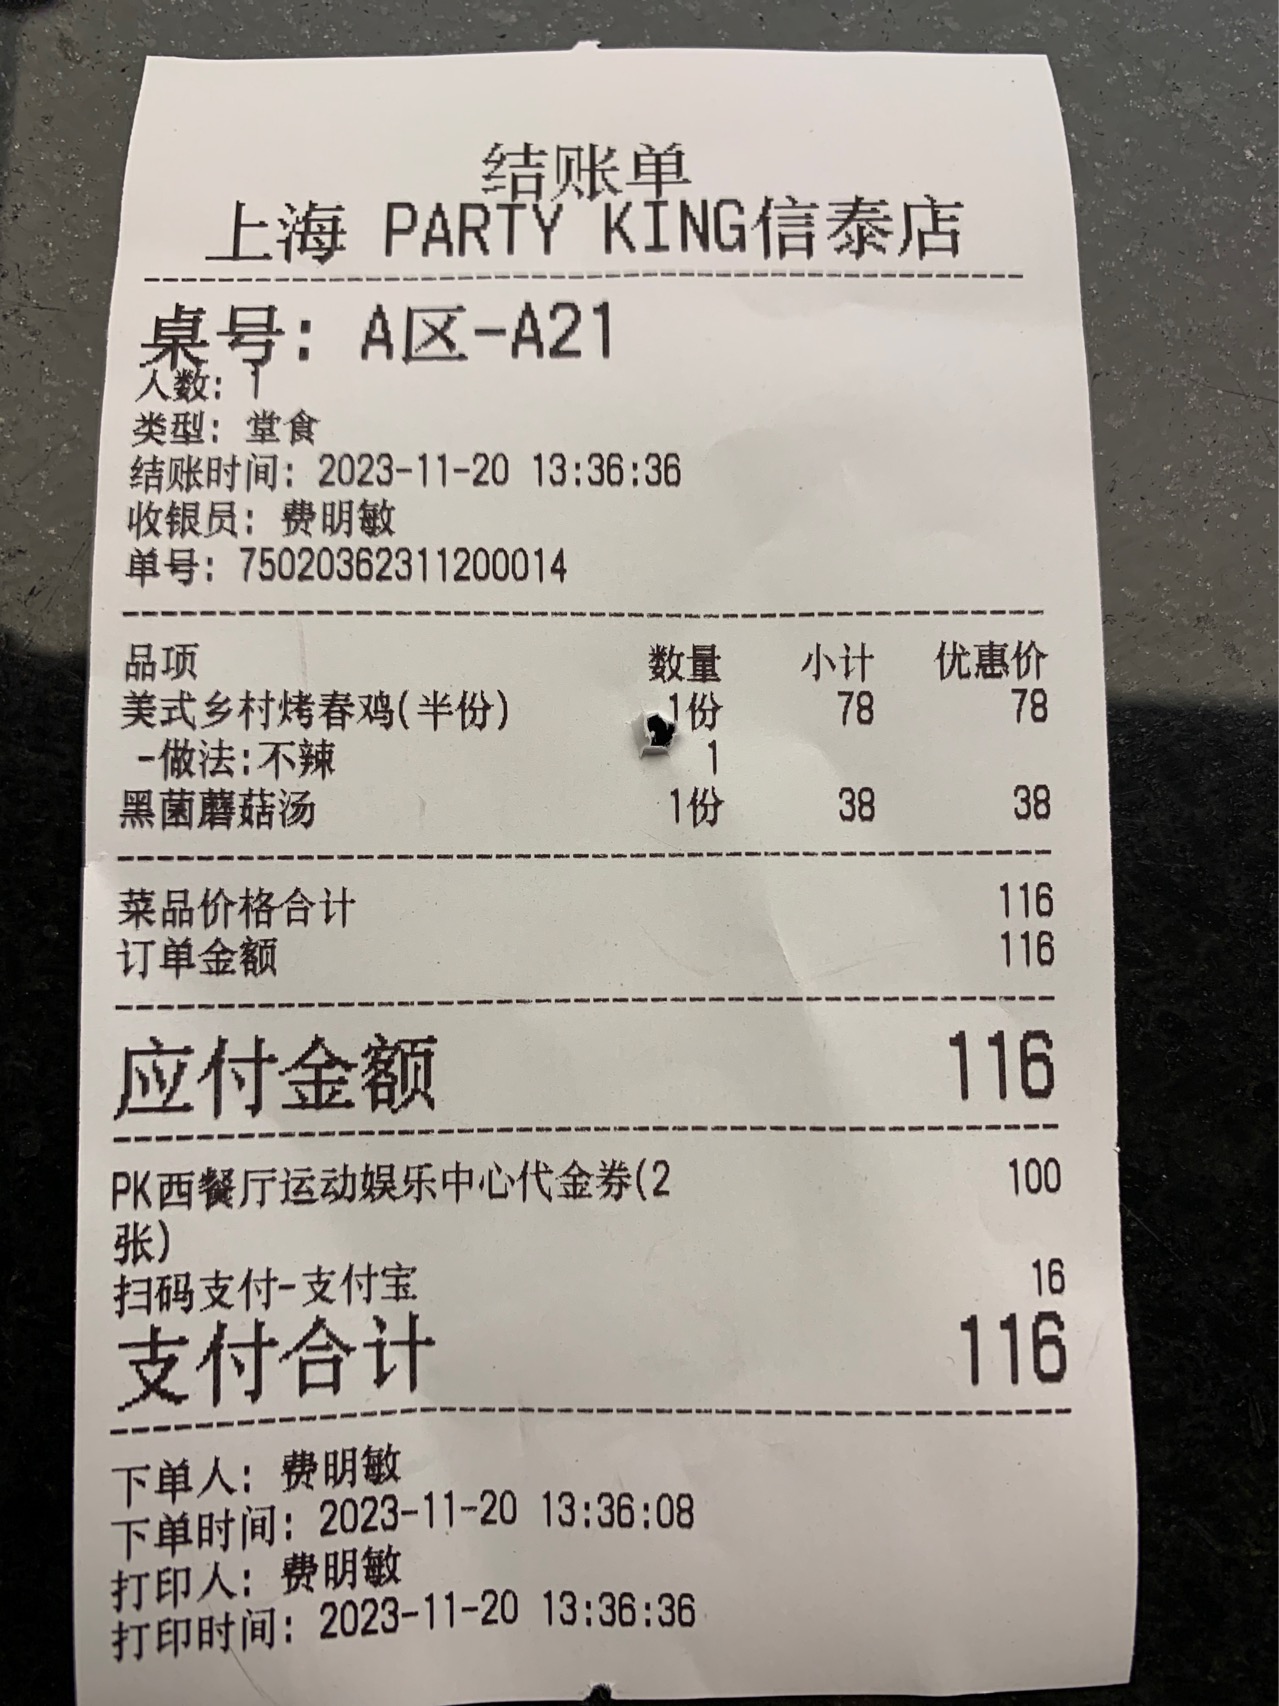 结账单
上海 PARTY KING信泰店
桌号: A区-A21
人数: 1
类型: 堂食
结账时间: 2023-11-20 13:36:36
收银员: 费明敏
单号: 75020362311200014
品项 数量 小计 优惠价
美式乡村烤春鸡(半份) 1份 78 78
-做法:不辣 1
黑菌蘑菇汤 1份 38 38
菜品价格合计 116
订单金额 116
应付金额 116
PK西餐厅运动娱乐中心代金券(2 100
张)
扫码支付-支付宝 16
支付合计 116
下单人: 费明敏
下单时间: 2023-11-20 13:36:08
打印人: 费明敏
打印时间: 2023-11-20 13:36:36